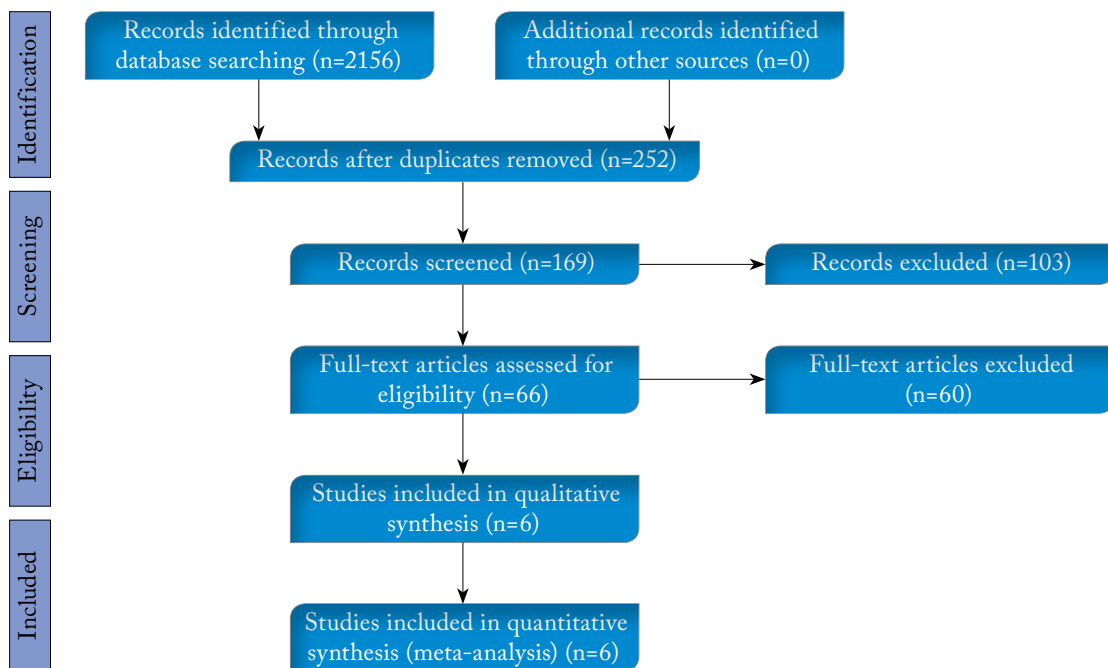 Identification
Records identified through
database searching (n=2156)
Additional records identified
through other sources (n=0)
Records after duplicates removed (n=252)
Screening
Records screened (n=169)
Records excluded (n=103)
Eligibility
Full-text articles assessed for
eligibility (n=66)
Full-text articles excluded
(n=60)
Studies included in qualitative
synthesis (n=6)
Included
Studies included in quantitative
synthesis (meta-analysis) (n=6)